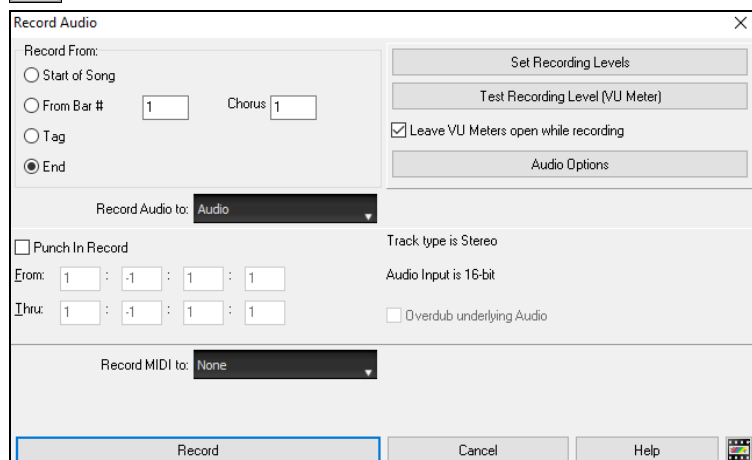 Record Audio
Record From:
Start of Song
From Bar # 1 Chorus 1
Tag
End
Set Recording Levels
Test Recording Level (VU Meter)
Leave VU Meters open while recording
Audio Options
Record Audio to: Audio
Punch In Record
From: 1 : -1 : 1 : 1
Thru: 1 : -1 : 1 : 1
Track type is Stereo
Audio Input is 16-bit
Overdub underlying Audio
Record MIDI to: None
Record Cancel Help